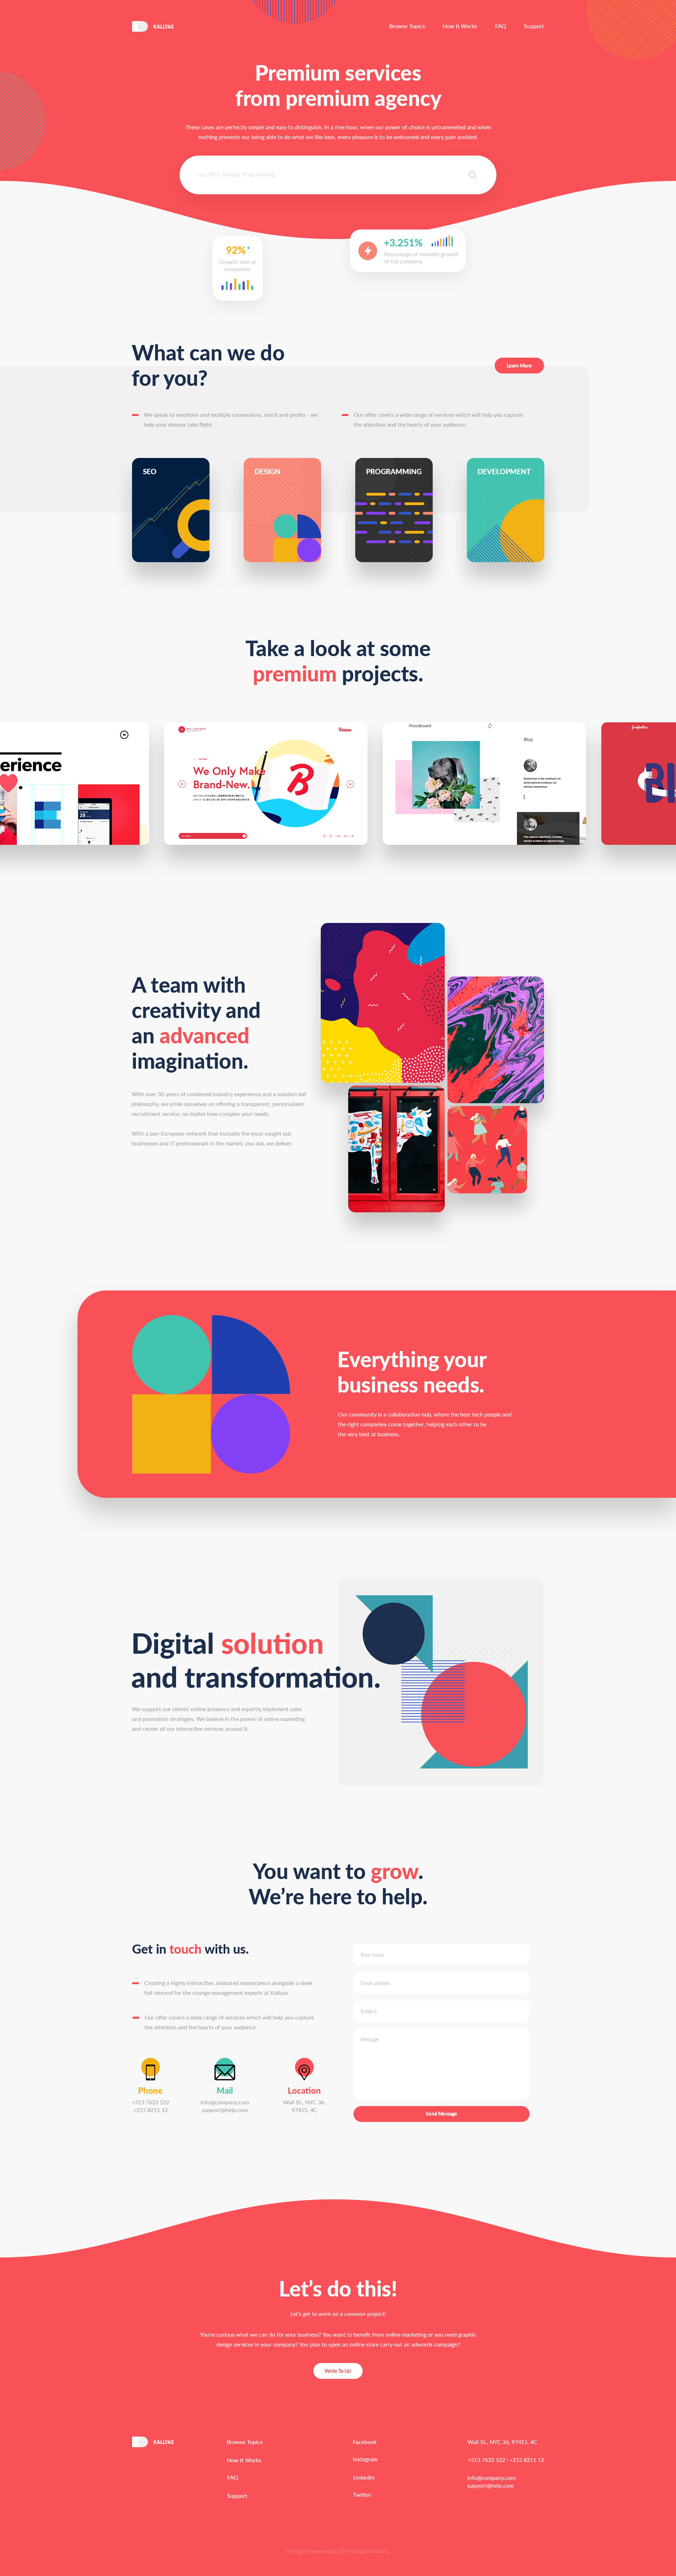 KALLYAS
Browse Topics
How It Works
FAQ
Support
Premium services
from premium agency
These cases are perfectly simple and easy to distinguish. In a free hour, when our power of choice is untrammelled and when
nothing prevents our being able to do what we like best, every pleasure is to be welcomed and every pain avoided.
e.g. SEO, Design, Programming
92%
Growth rate of
companies
+3.251%
Percentage of monthly growth
of the company
What can we do
for you?
Learn More
We speak to emotions and multiply conversions, reach and profits - we
help your dreams take flight.
Our offer covers a wide range of services which will help you capture
the attention and the hearts of your audience.
SEO
DESIGN
PROGRAMMING
DEVELOPMENT
Take a look at some
premium projects.
erience
We Only Make
Brand-New.
Moodboard
Blog
A team with
creativity and
an advanced
imagination.
With over 30 years of combined industry experience and a solution led
philosophy, we pride ourselves on offering a transparent, personalized
recruitment service, no matter how complex your needs.
With a pan-European network that includes the most sought out
businesses and IT professionals in the market, you ask, we deliver.
Everything your
business needs.
Our community is a collaboration hub, where the best tech people and
the right companies come together, helping each other to be
the very best at business.
Digital solution
and transformation.
We support our clients' online presence and expertly implement sales
and promotion strategies. We believe in the power of online marketing
and center all our interactive services around it.
You want to grow.
We're here to help.
Get in touch with us.
Creating a highly interactive, animated masterpiece alongside a sleek
full rebrand for the change management experts at Kallyas.
Our offer covers a wide range of services which will help you capture
the attention and the hearts of your audience.
Phone
+513 7622 522
+215 8211 12
Mail
info@company.com
support@help.com
Location
Wall St., NYC 36,
97415, 4C
Your name
Email address
Subject
Message
Send Message
Let's do this!
Let's get to work on a common project!
You're curious what we can do for your business? You want to benefit from online marketing or you need graphic
design services in your company? You plan to open an online store carry out an adwords campaign?
Write To Us!
KALLYAS
Browse Topics
How It Works
FAQ
Support
Facebook
Instagram
LinkedIn
Twitter
Wall St., NYC 36, 97415, 4C
+513 7622 522 ; +215 8211 12
info@company.com
support@help.com